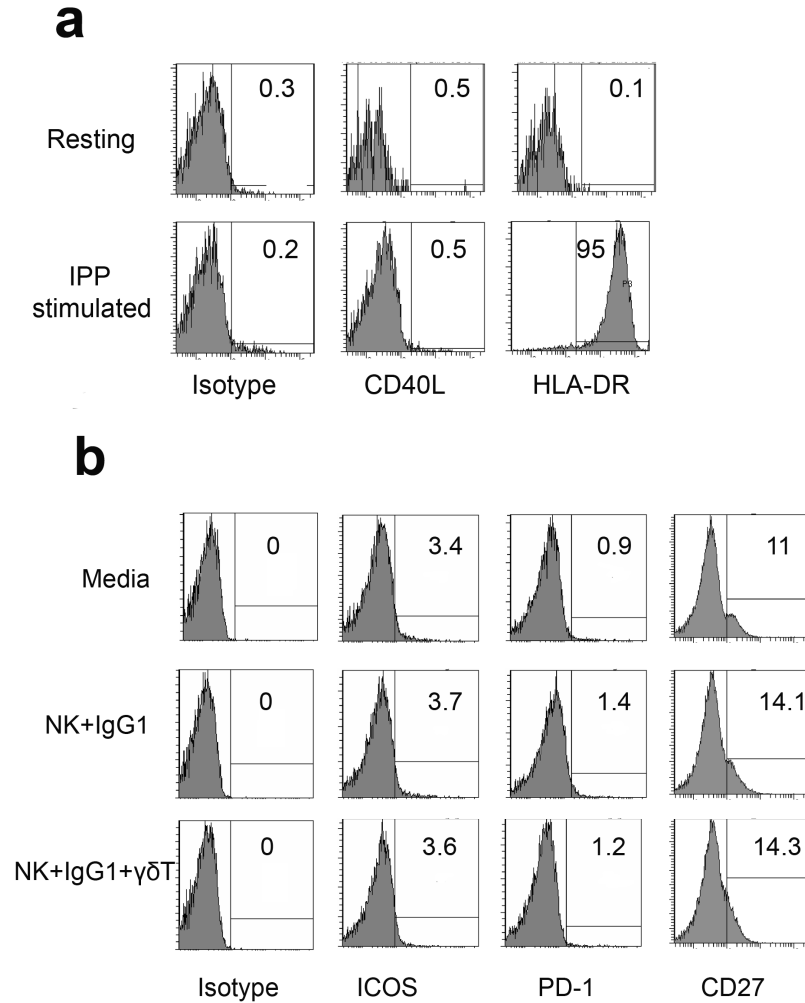 a
Resting
0.3
0.5
0.1
IPP
stimulated
0.2
0.5
95
P3
Isotype
CD40L
HLA-DR
b
Media
0
3.4
0.9
11
NK+IgG1
0
3.7
1.4
14.1
NK+IgG1+γδT
0
3.6
1.2
14.3
Isotype
ICOS
PD-1
CD27